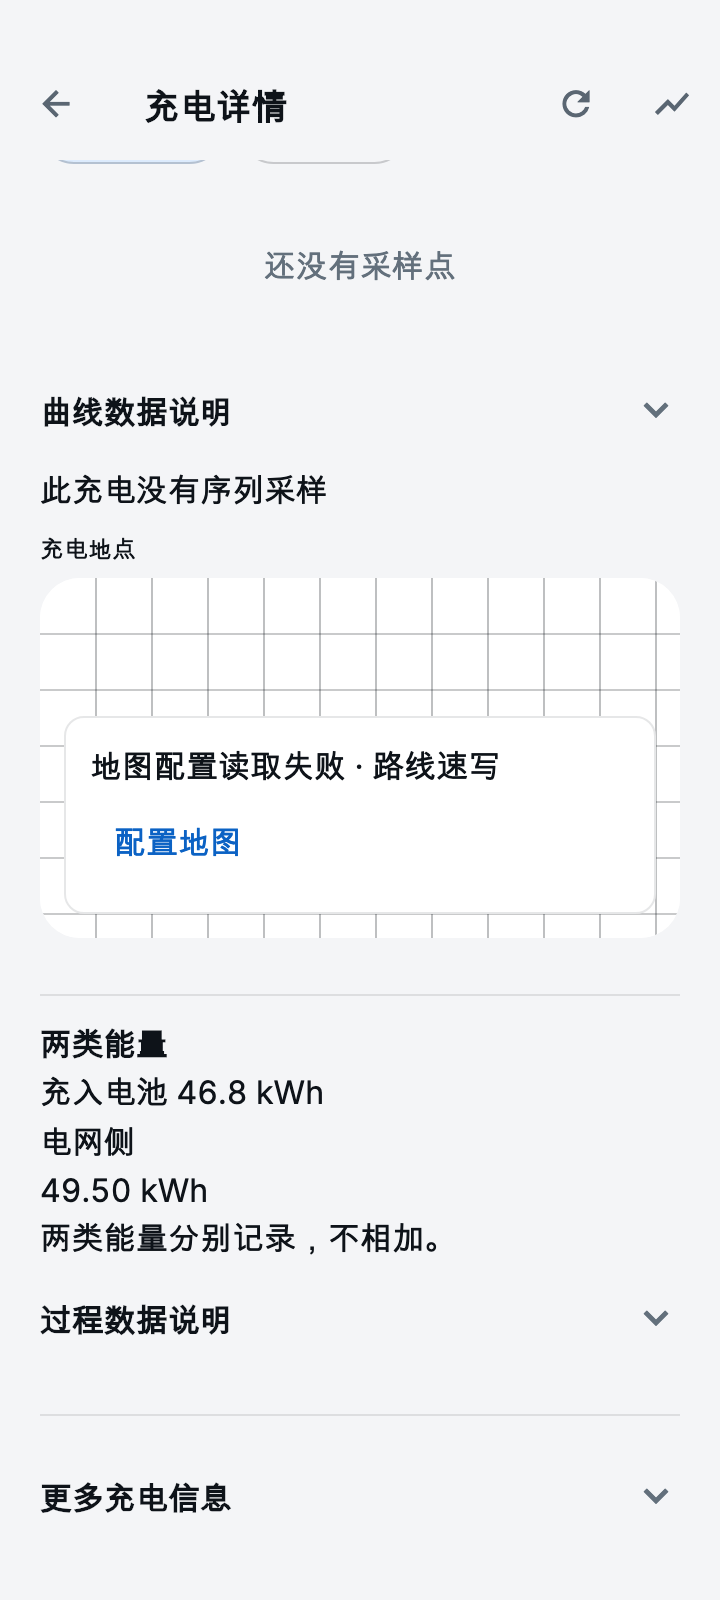 充电详情
还没有采样点
曲线数据说明
此充电没有序列采样
充电地点
地图配置读取失败 · 路线速写
配置地图
两类能量
充入电池 46.8 kWh
电网侧
49.50 kWh
两类能量分别记录，不相加。
过程数据说明
更多充电信息